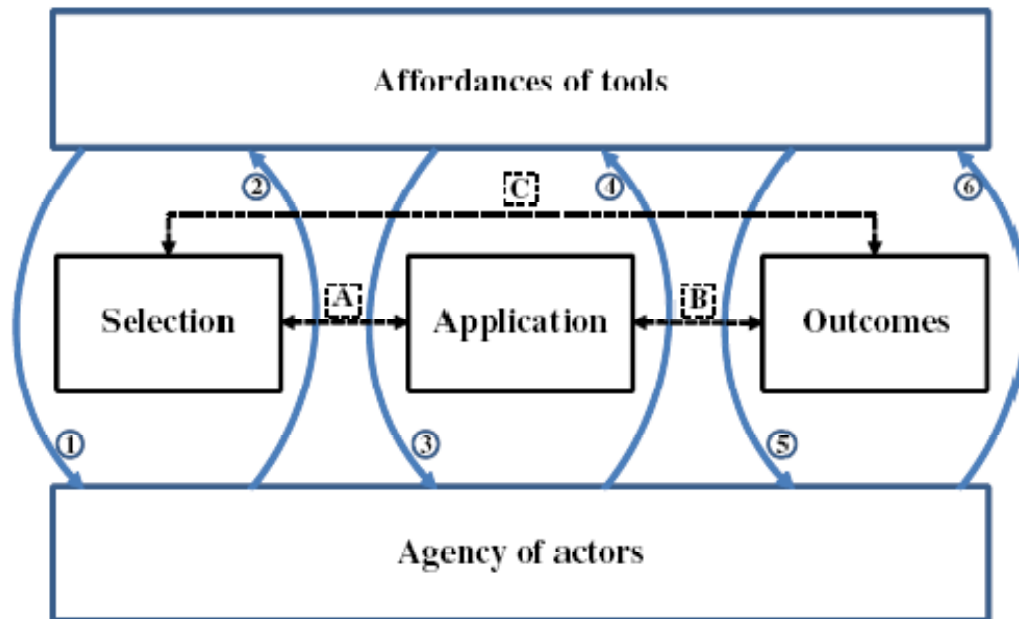 Affordances of tools
② ④ ⑥
C
A B
Selection Application Outcomes
① ③ ⑤
Agency of actors